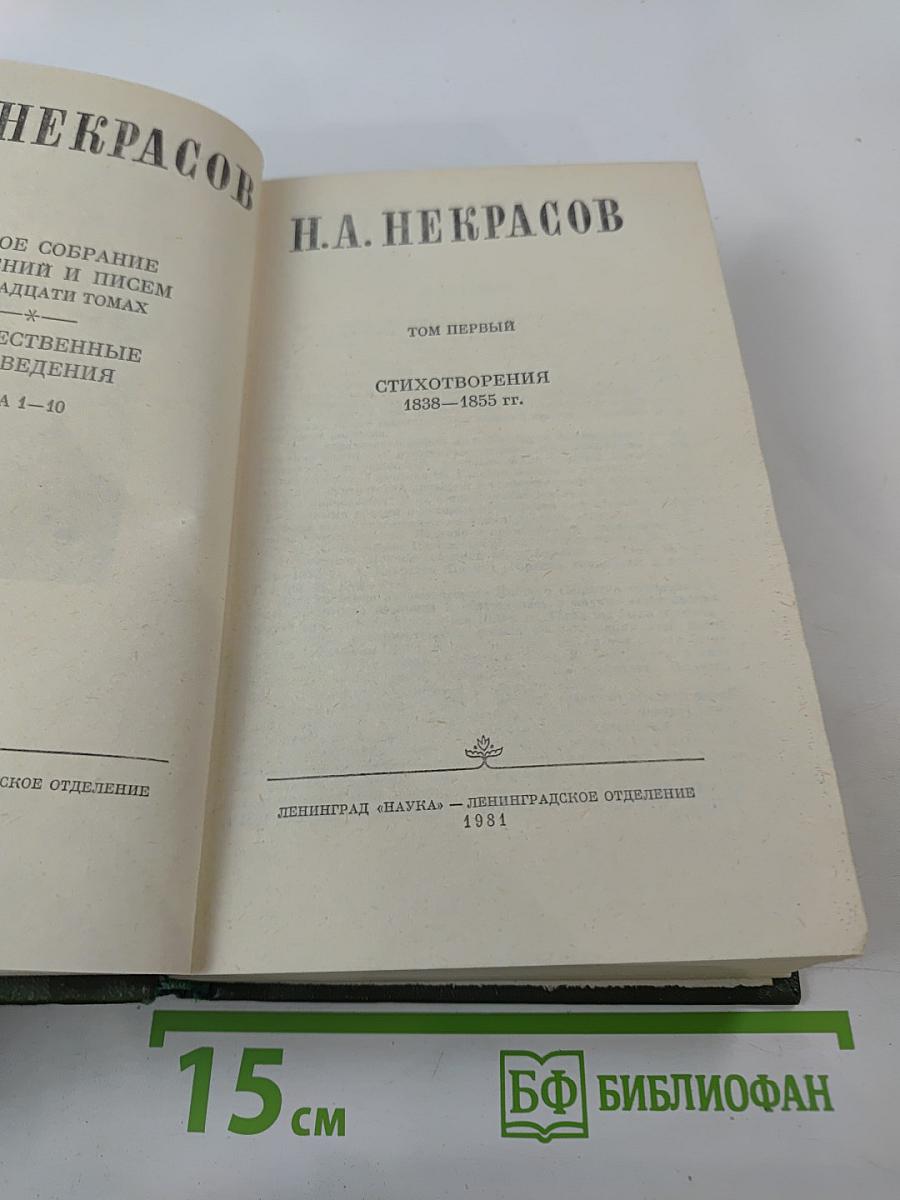 НЕКРАСОВ
ОЕ СОБРАНИЕ
ЕНИЙ И ПИСЕМ
АДЦАТИ ТОМАХ
ЕСТВЕННЫЕ
ВЕДЕНИЯ
А 1—10
СКОЕ ОТДЕЛЕНИЕ
Н.А. НЕКРАСОВ
ТОМ ПЕРВЫЙ
СТИХОТВОРЕНИЯ
1838—1855 гг.
ЛЕНИНГРАД «НАУКА» — ЛЕНИНГРАДСКОЕ ОТДЕЛЕНИЕ
1981
15 см
БФ БИБЛИОФАН